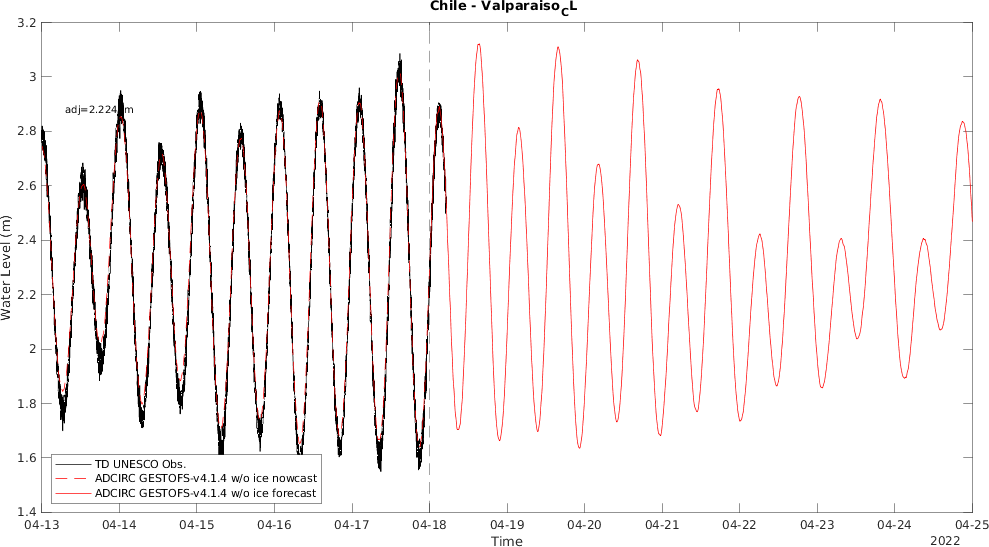 Chile - Valparaiso_CL
3.2
3
2.8
2.6
2.4
2.2
2
1.8
1.6
1.4
Water Level (m)
adj=2.224 m
TD UNESCO Obs.
ADCIRC GESTOFS-v4.1.4 w/o ice nowcast
ADCIRC GESTOFS-v4.1.4 w/o ice forecast
04-13 04-14 04-15 04-16 04-17 04-18 04-19 04-20 04-21 04-22 04-23 04-24 04-25
Time
2022